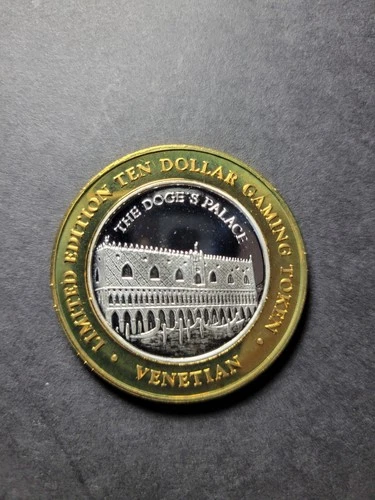 LIMITED EDITION TEN DOLLAR GAMING TOKEN
THE DOGE'S PALACE
• VENETIAN •